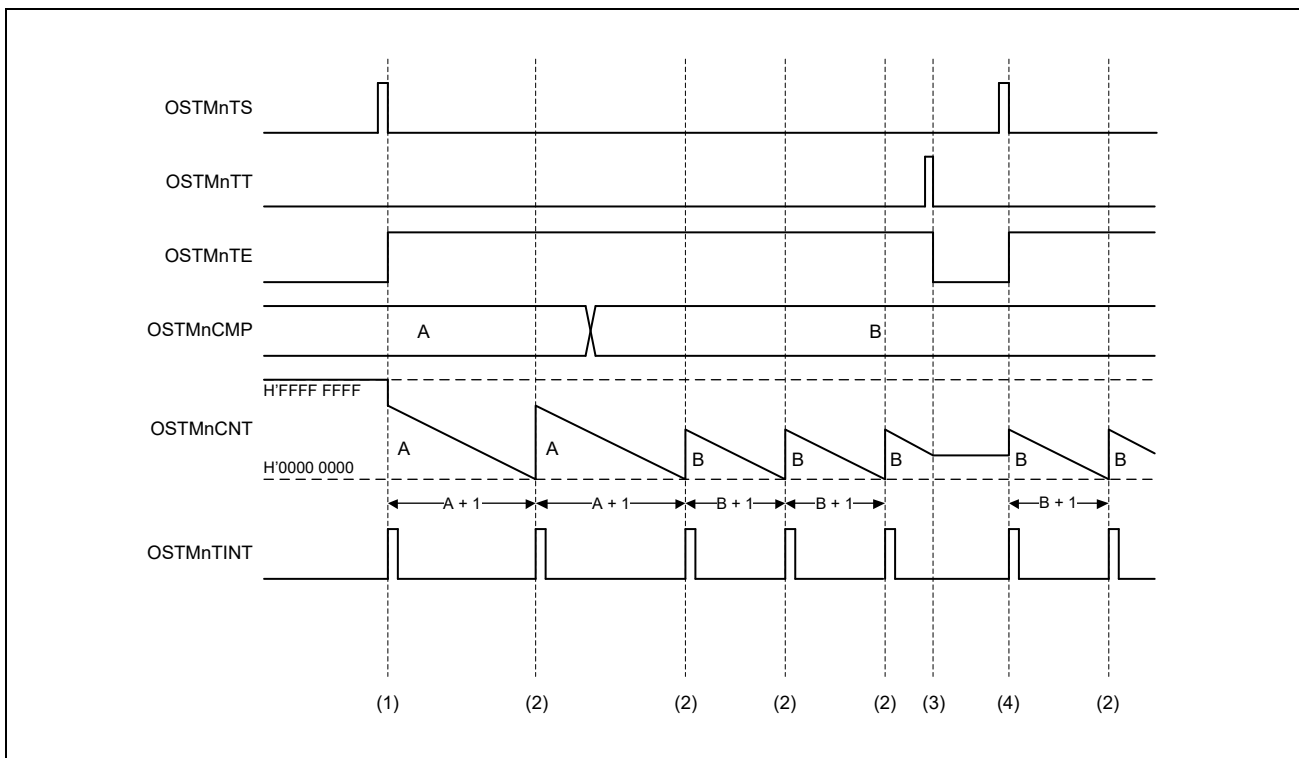 OSTMnTS
OSTMnTT
OSTMnTE
OSTMnCMP
A
B
H'FFFF FFFF
OSTMnCNT
A
A
B
B
B
B
B
H'0000 0000
A + 1
A + 1
B + 1
B + 1
B + 1
OSTMnTINT
(1)
(2)
(2)
(2)
(2)
(3)
(4)
(2)